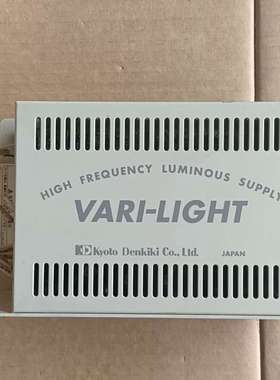 HIGH FREQUENCY LUMINOUS SUPPLY
VARI-LIGHT
Kyoto Denkiki Co., Ltd. JAPAN